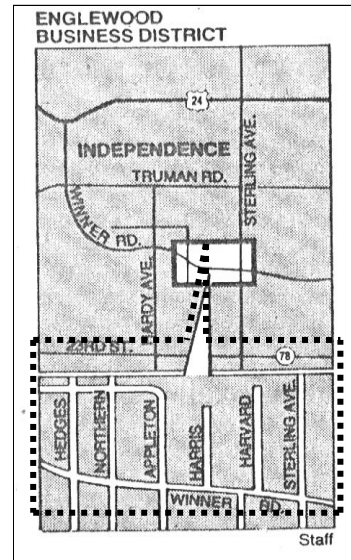 ENGLEWOOD
BUSINESS DISTRICT
24
INDEPENDENCE
TRUMAN RD.
STERLING AVE.
WINNER
RD.
HARDY AVE.
23RD ST.
78
HEDGES
NORTHERN
APPLETON
HARRIS
HARVARD
STERLING AVE.
WINNER
RD.
Staff